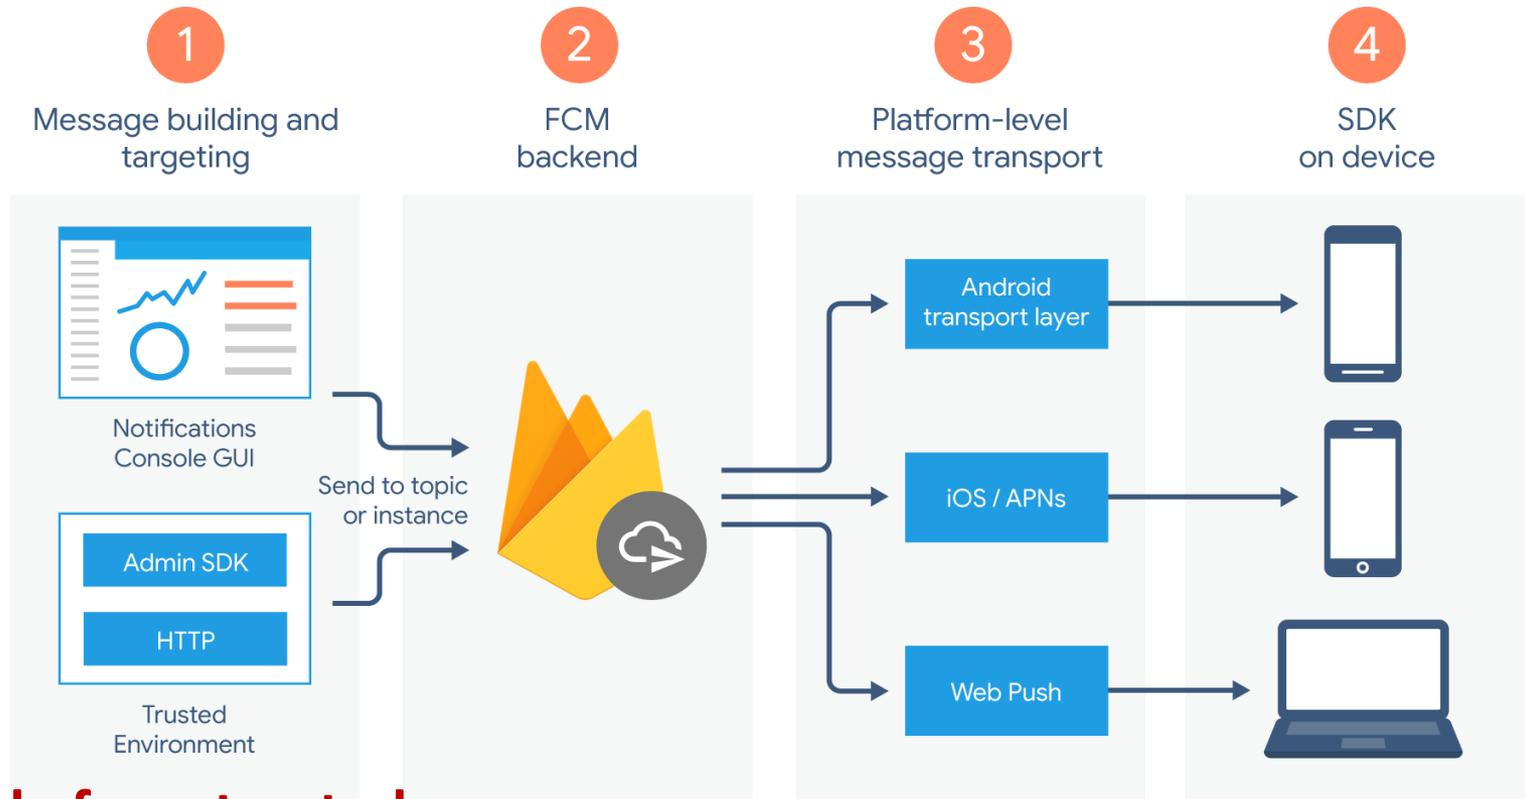 1
Message building and
targeting
2
FCM
backend
3
Platform-level
message transport
4
SDK
on device
Notifications
Console GUI
Send to topic
or instance
Admin SDK
HTTP
Trusted
Environment
Android
transport layer
iOS / APNs
Web Push